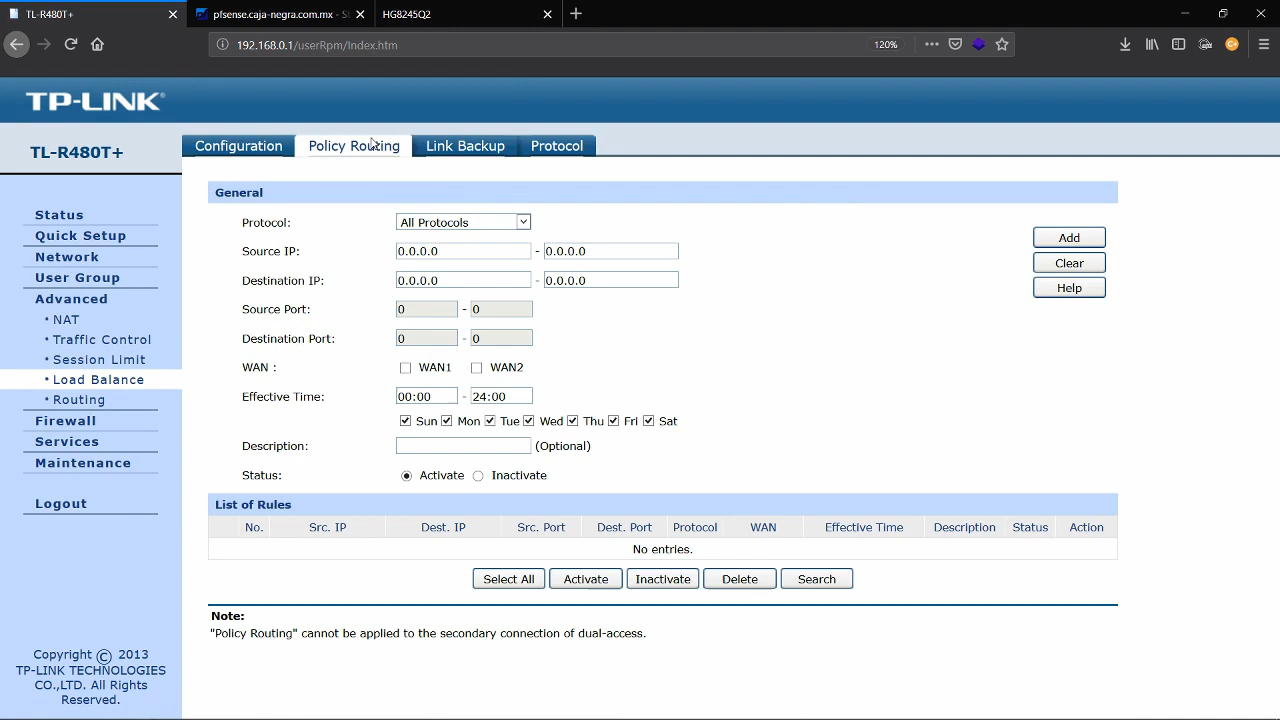 TL-R480T+
pfsense.caja-negra.com.mx - St
HG8245Q2
192.168.0.1/userRpm/Index.htm
120%
TP-LINK®
TL-R480T+
Configuration
Policy Routing
Link Backup
Protocol
Status
Quick Setup
Network
User Group
Advanced
• NAT
• Traffic Control
• Session Limit
• Load Balance
• Routing
Firewall
Services
Maintenance
Logout
Copyright © 2013
TP-LINK TECHNOLOGIES
CO.,LTD. All Rights
Reserved.
General
Protocol: All Protocols
Source IP: 0.0.0.0 - 0.0.0.0
Destination IP: 0.0.0.0 - 0.0.0.0
Source Port: 0 - 0
Destination Port: 0 - 0
WAN : WAN1 WAN2
Effective Time: 00:00 - 24:00
Sun Mon Tue Wed Thu Fri Sat
Description: (Optional)
Status: Activate Inactivate
Add
Clear
Help
List of Rules
No. Src. IP Dest. IP Src. Port Dest. Port Protocol WAN Effective Time Description Status Action
No entries.
Select All Activate Inactivate Delete Search
Note:
"Policy Routing" cannot be applied to the secondary connection of dual-access.